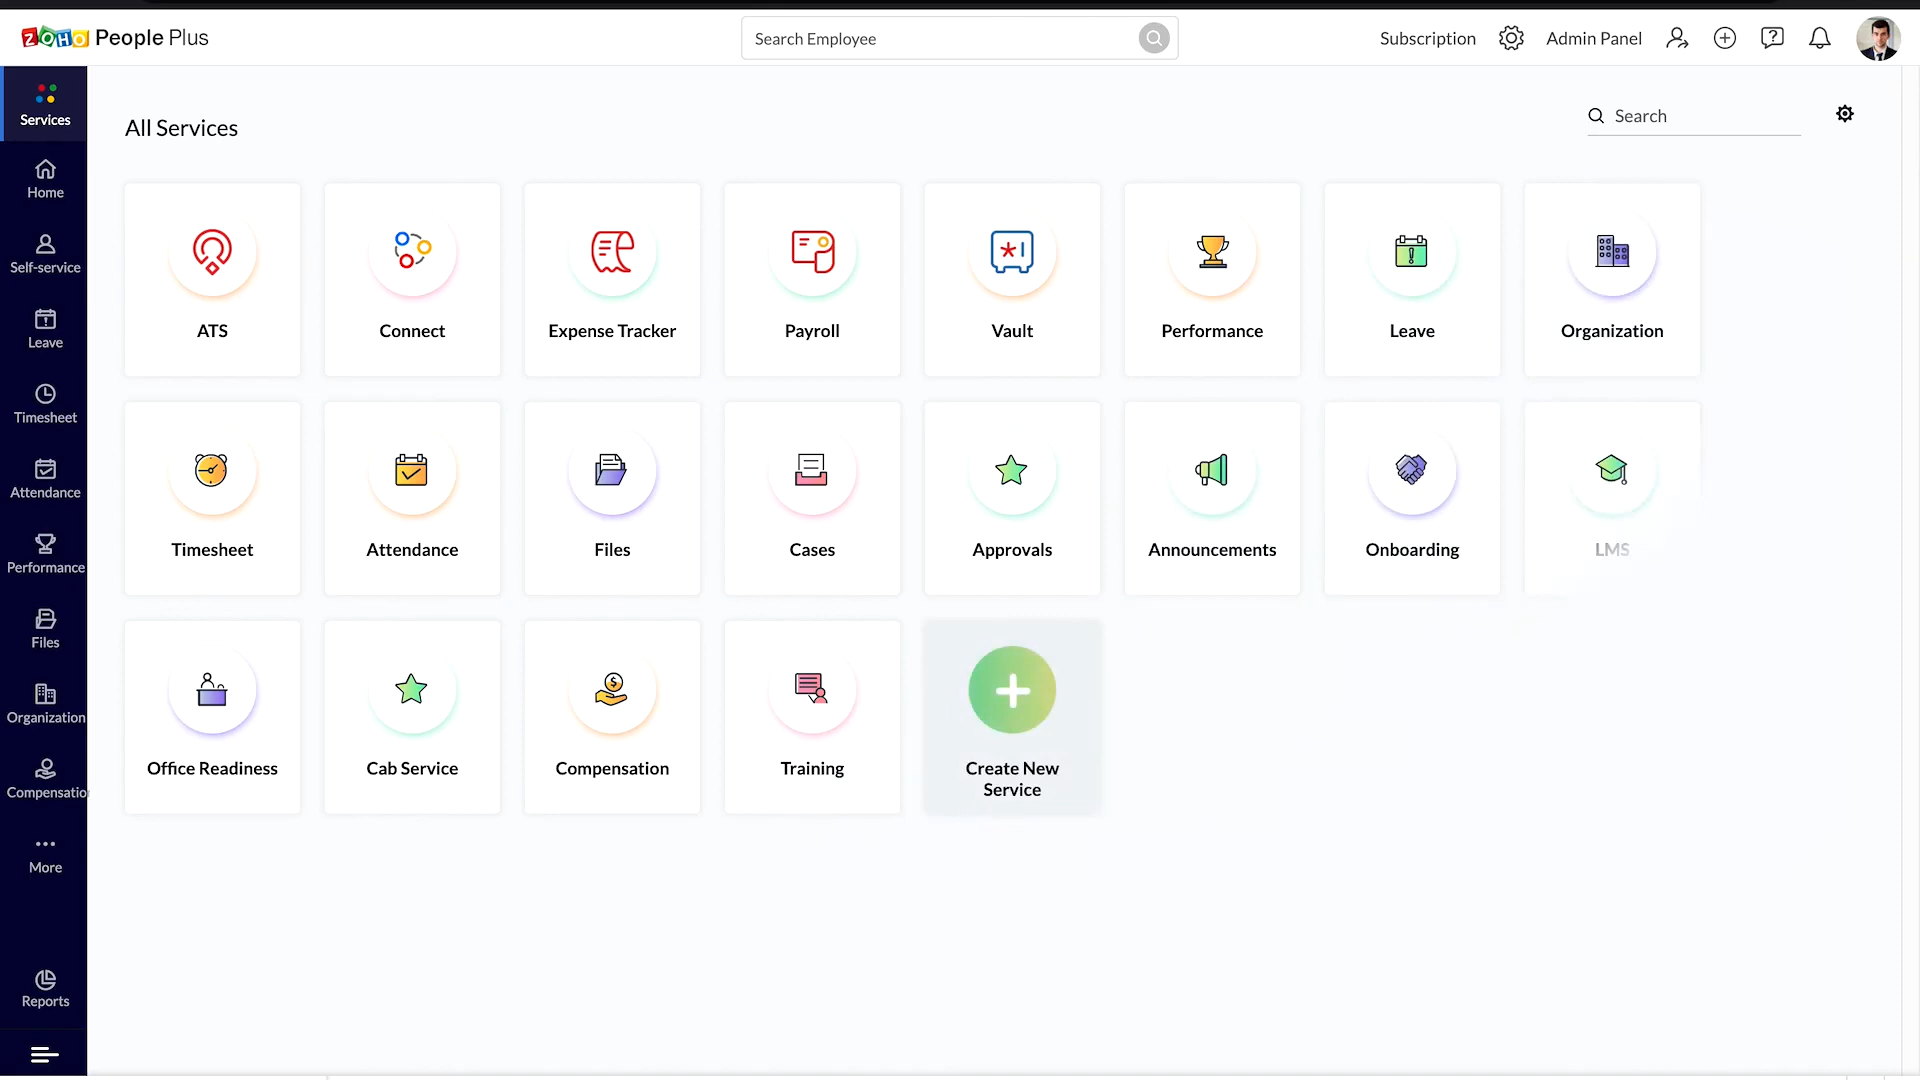 ZOHO People Plus
Search Employee
Subscription
Admin Panel
Services
Home
Self-service
Leave
Timesheet
Attendance
Performance
Files
Organization
Compensatio
More
Reports
All Services
Search
ATS
Connect
Expense Tracker
Payroll
Vault
Performance
Leave
Organization
Timesheet
Attendance
Files
Cases
Approvals
Announcements
Onboarding
LMS
Office Readiness
Cab Service
Compensation
Training
Create New
Service